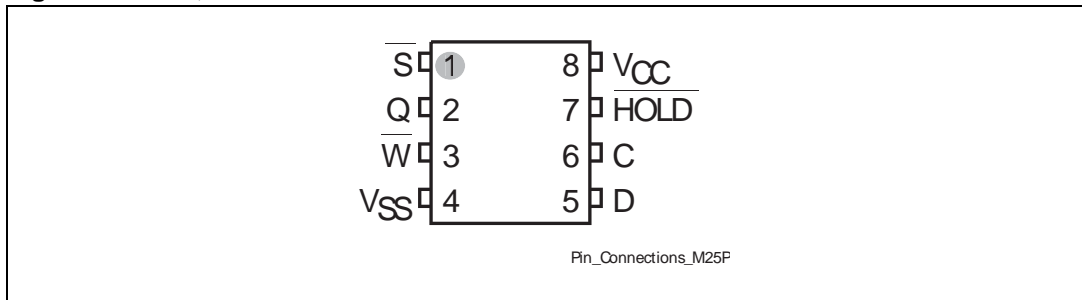 S 1 8 VCC
Q 2 7 HOLD
W 3 6 C
VSS 4 5 D
Pin_Connections_M25P